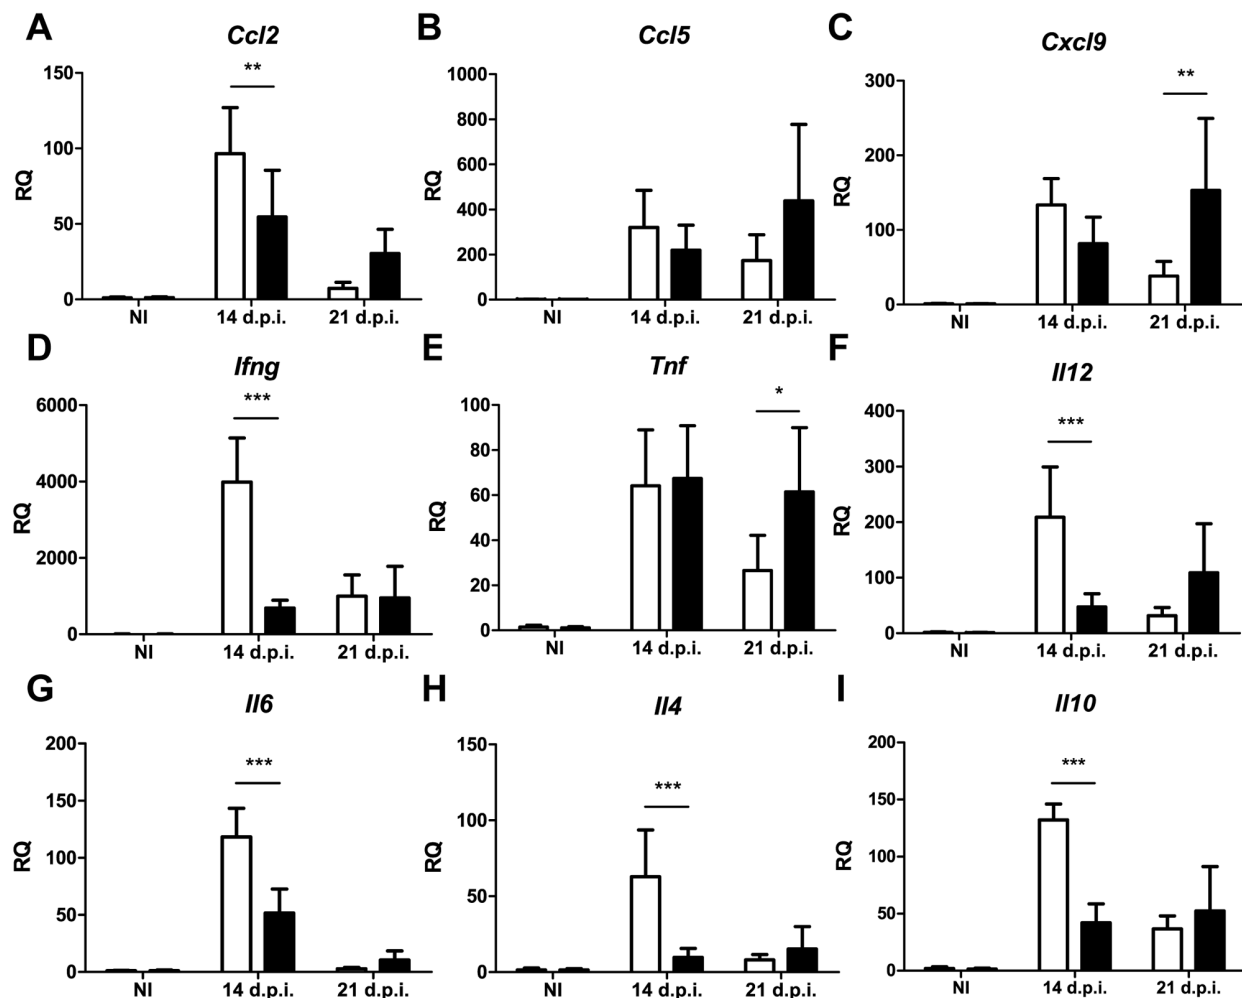 A
Ccl2
RQ
150
**
100
50
0
NI
14 d.p.i.
21 d.p.i.
B
Ccl5
RQ
1000
800
600
400
200
0
NI
14 d.p.i.
21 d.p.i.
C
Cxcl9
RQ
300
**
200
100
0
NI
14 d.p.i.
21 d.p.i.
D
Ifng
RQ
6000
***
4000
2000
0
NI
14 d.p.i.
21 d.p.i.
E
Tnf
RQ
100
*
80
60
40
20
0
NI
14 d.p.i.
21 d.p.i.
F
Il12
RQ
400
***
300
200
100
0
NI
14 d.p.i.
21 d.p.i.
G
Il6
RQ
200
***
150
100
50
0
NI
14 d.p.i.
21 d.p.i.
H
Il4
RQ
150
***
100
50
0
NI
14 d.p.i.
21 d.p.i.
I
Il10
RQ
200
***
150
100
50
0
NI
14 d.p.i.
21 d.p.i.